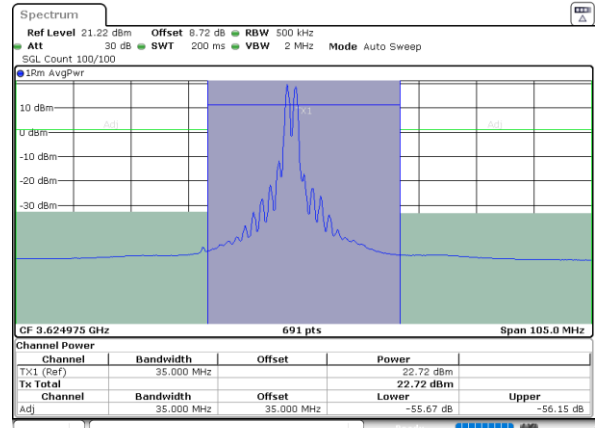 Spectrum
Ref Level 21.22 dBm Offset 8.72 dB RBW 500 kHz
Att 30 dB SWT 200 ms VBW 2 MHz Mode Auto Sweep
SGL Count 100/100
1Rm AvgPwr
10 dBm
TX1
Adj Adj
0 dBm
-10 dBm
-20 dBm
-30 dBm
CF 3.624975 GHz 691 pts Span 105.0 MHz
Channel Power
Channel Bandwidth Offset Power
TX1 (Ref) 35.000 MHz 22.72 dBm
Tx Total 22.72 dBm
Channel Bandwidth Offset Lower Upper
Adj 35.000 MHz 35.000 MHz -55.67 dB -56.15 dB